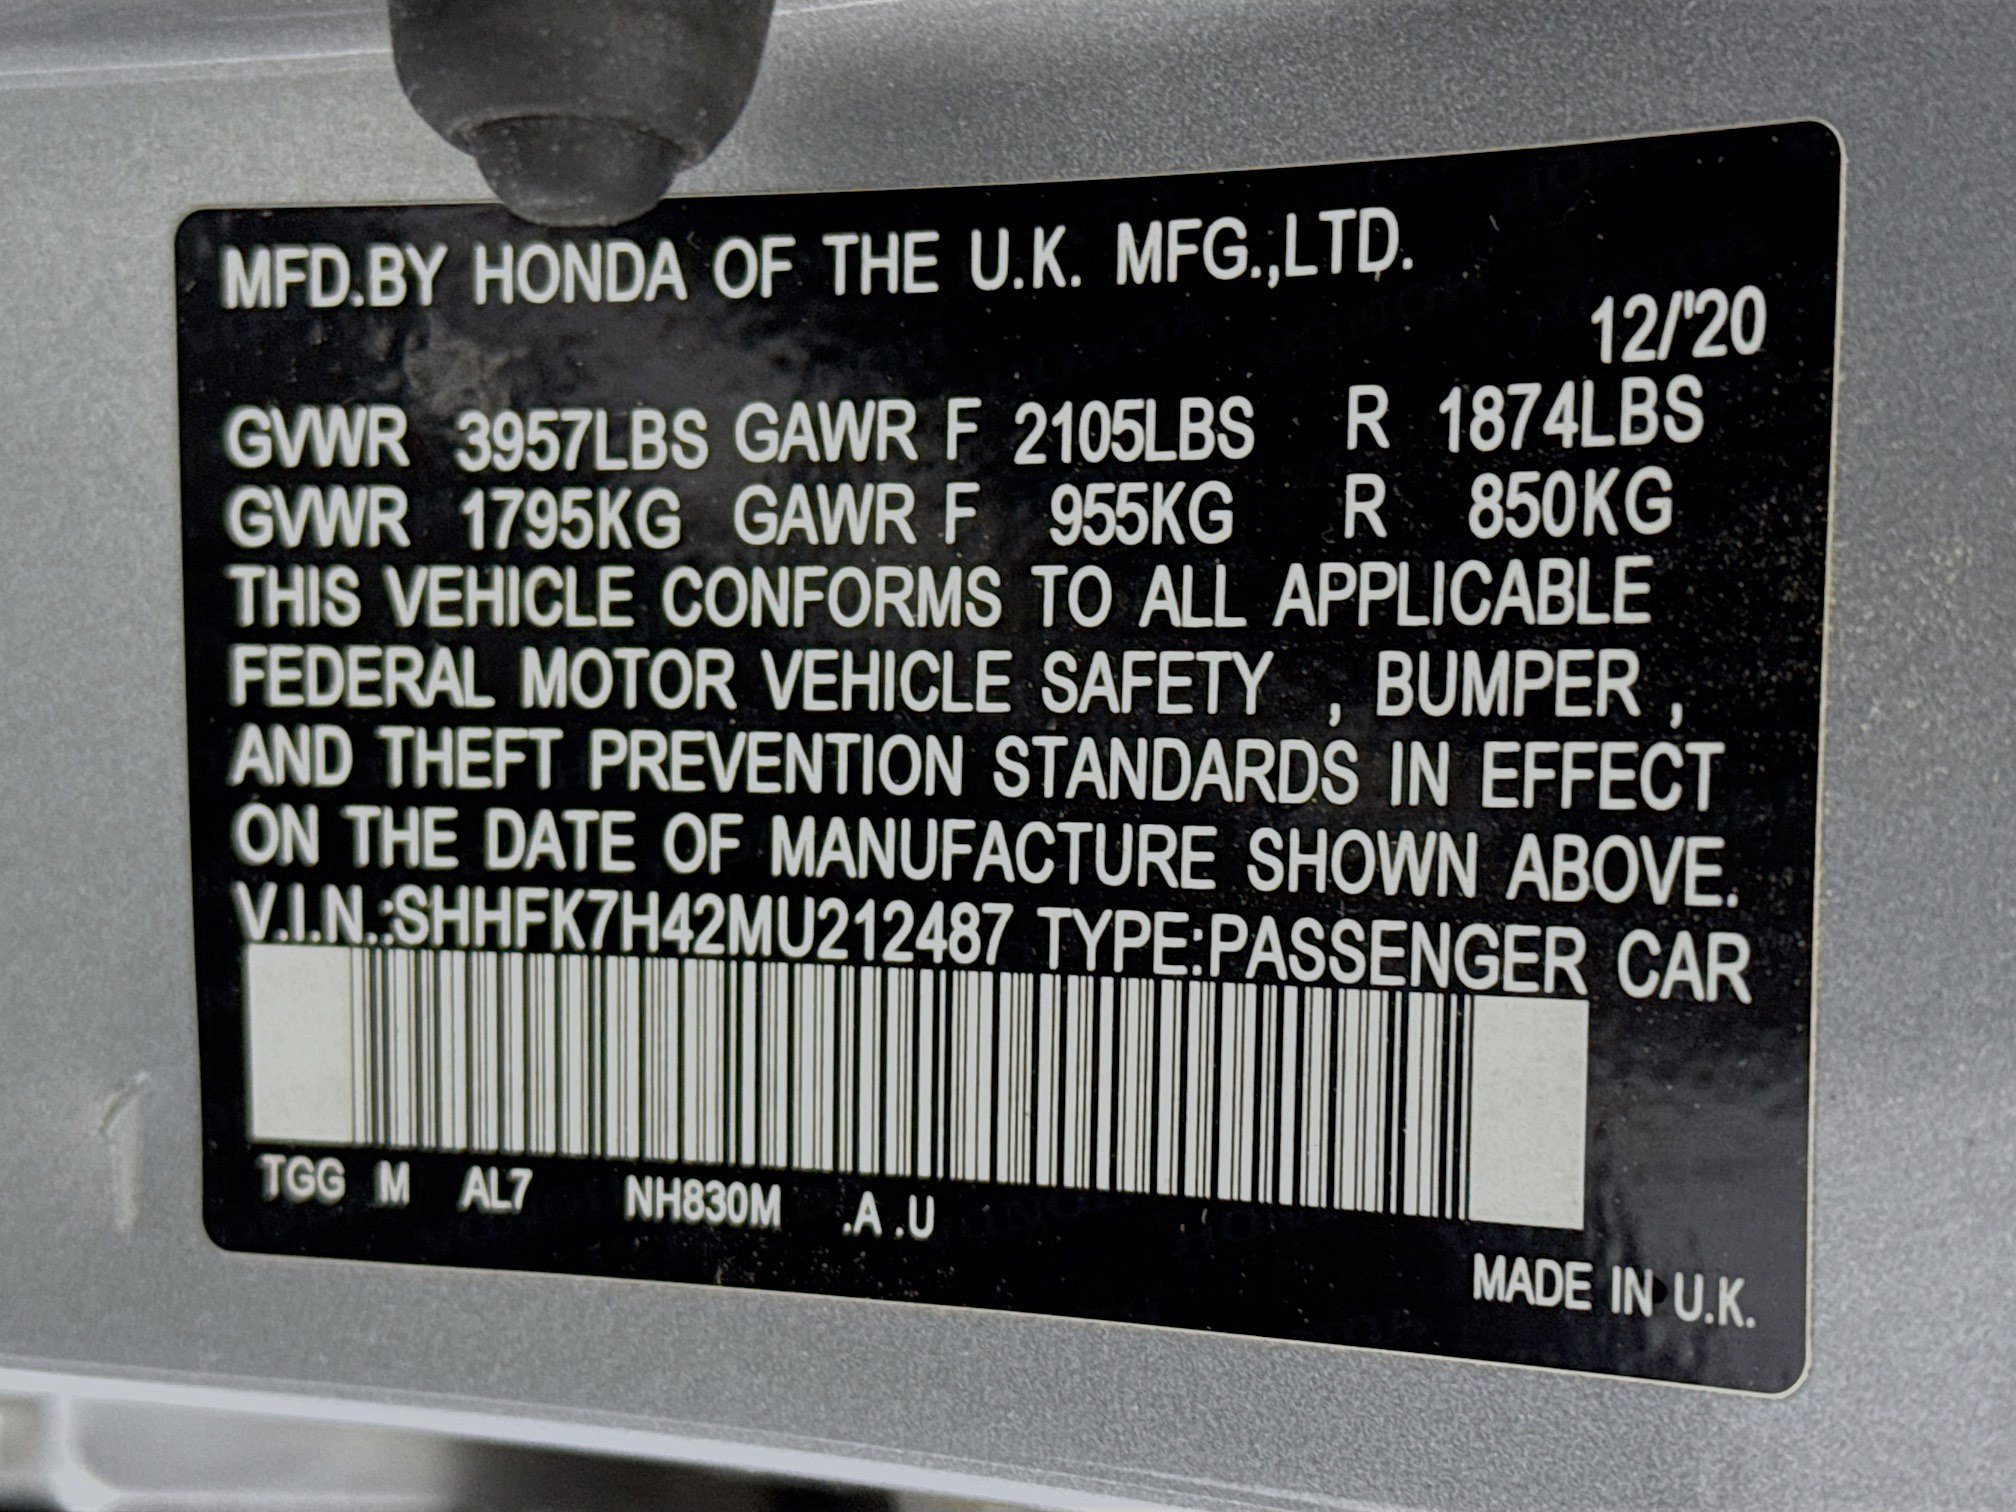 MFD.BY HONDA OF THE U.K. MFG.,LTD.
12/'20
GVWR 3957LBS GAWR F 2105LBS R 1874LBS
GVWR 1795KG GAWR F 955KG R 850KG
THIS VEHICLE CONFORMS TO ALL APPLICABLE
FEDERAL MOTOR VEHICLE SAFETY , BUMPER ,
AND THEFT PREVENTION STANDARDS IN EFFECT
ON THE DATE OF MANUFACTURE SHOWN ABOVE.
V.I.N.:SHHFK7H42MU212487 TYPE:PASSENGER CAR
TGG M AL7 NH830M .A .U
MADE IN U.K.